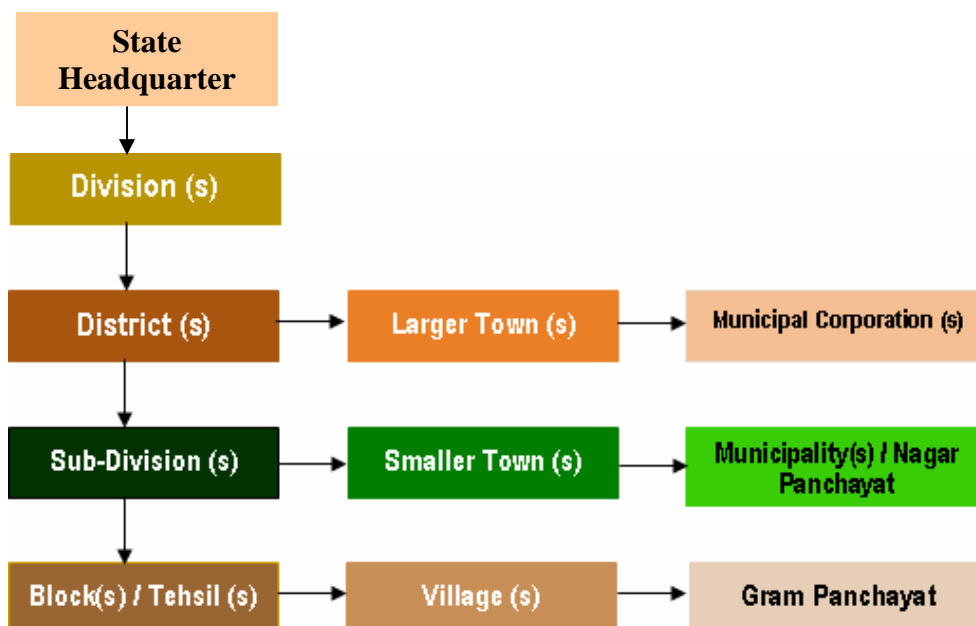 State
Headquarter
Division (s)
District (s)
Larger Town (s)
Municipal Corporation (s)
Sub-Division (s)
Smaller Town (s)
Municipality(s) / Nagar
Panchayat
Block(s) / Tehsil (s)
Village (s)
Gram Panchayat